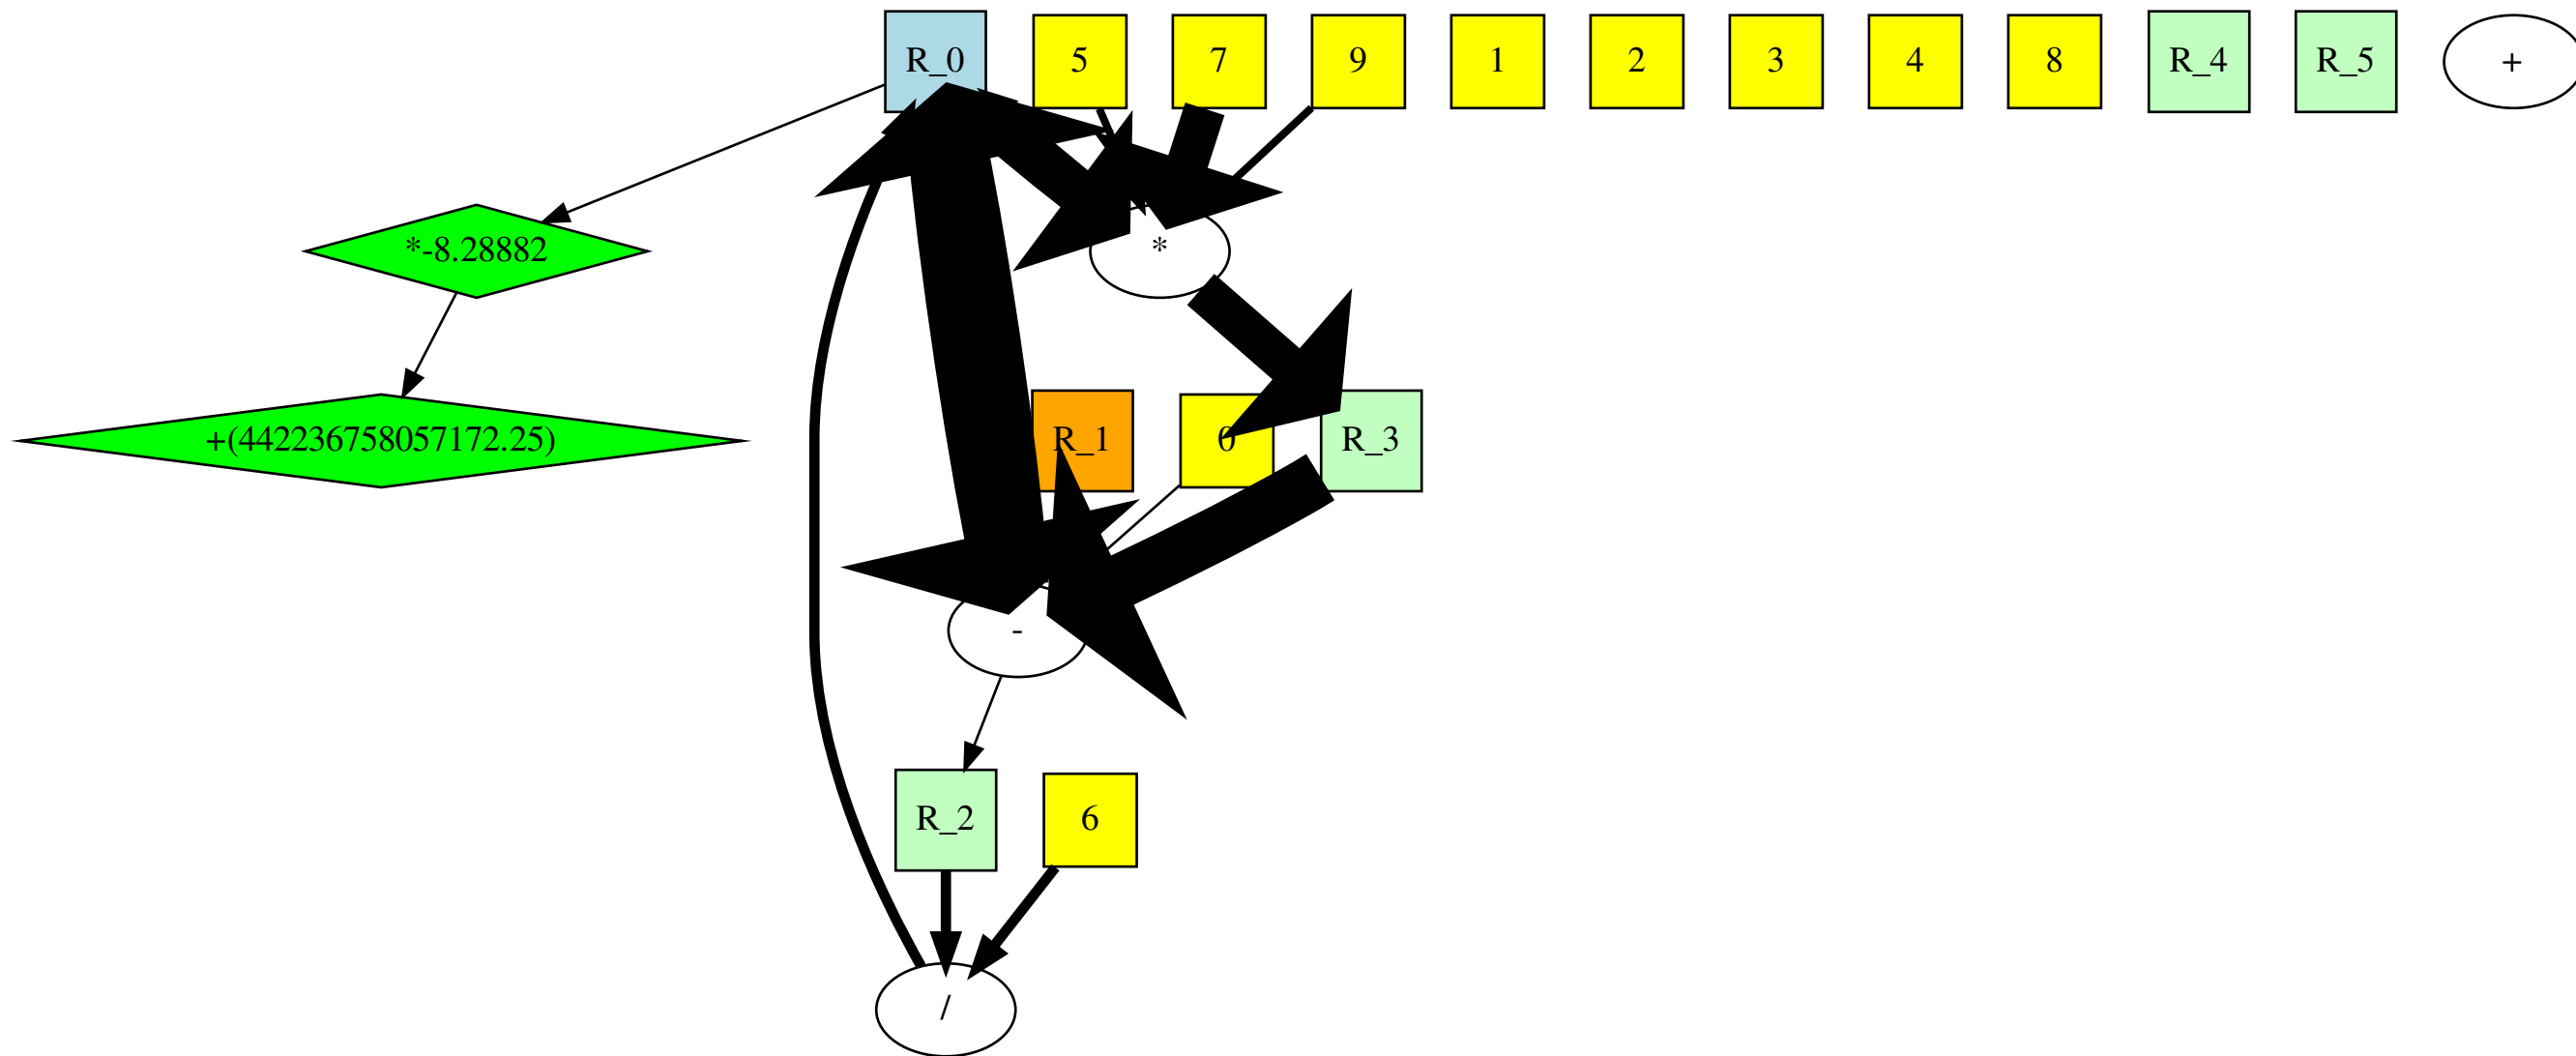 R_0 5 7 9 1 2 3 4 8 R_4 R_5 +
*-8.28882 *
+(442236758057172.25) R_1 0 R_3
-
R_2 6
/